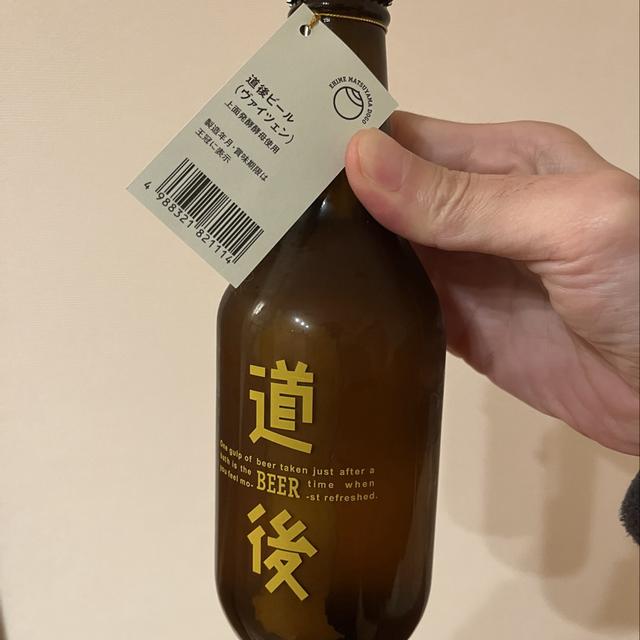 道後ビール
(ヴァイツェン)
上面発酵酵母使用
製造年月・賞味期限は
王冠に表示
EHIME MATSUYAMA DOGO
4 988321 821114
道
One gulp of beer taken just after a
bath is the BEER time when
you feel mo- -st refreshed.
後